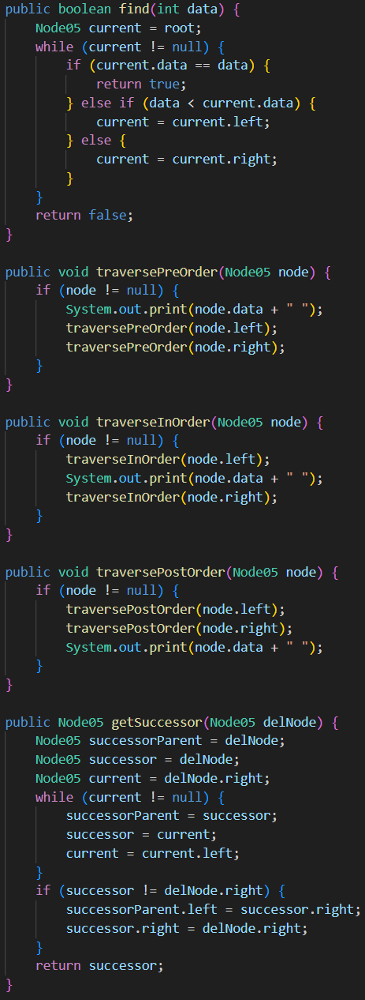 public boolean find(int data) {
    Node05 current = root;
    while (current != null) {
        if (current.data == data) {
            return true;
        } else if (data < current.data) {
            current = current.left;
        } else {
            current = current.right;
        }
    }
    return false;
}

public void traversePreOrder(Node05 node) {
    if (node != null) {
        System.out.print(node.data + " ");
        traversePreOrder(node.left);
        traversePreOrder(node.right);
    }
}

public void traverseInOrder(Node05 node) {
    if (node != null) {
        traverseInOrder(node.left);
        System.out.print(node.data + " ");
        traverseInOrder(node.right);
    }
}

public void traversePostOrder(Node05 node) {
    if (node != null) {
        traversePostOrder(node.left);
        traversePostOrder(node.right);
        System.out.print(node.data + " ");
    }
}

public Node05 getSuccessor(Node05 delNode) {
    Node05 successorParent = delNode;
    Node05 successor = delNode;
    Node05 current = delNode.right;
    while (current != null) {
        successorParent = successor;
        successor = current;
        current = current.left;
    }
    if (successor != delNode.right) {
        successorParent.left = successor.right;
        successor.right = delNode.right;
    }
    return successor;
}